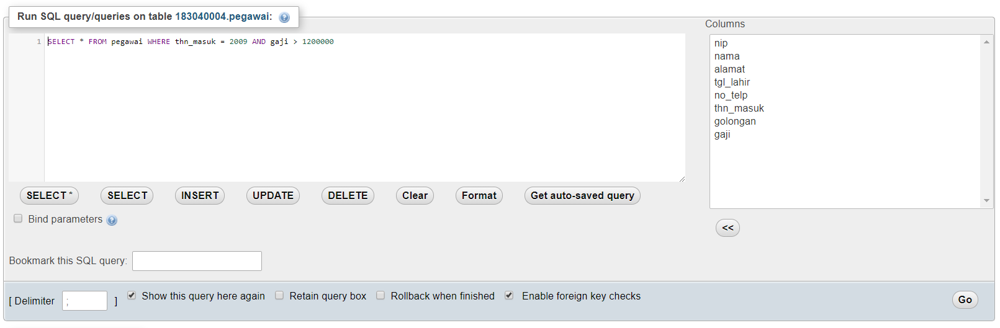 Run SQL query/queries on table 183040004.pegawai:
Columns
1 SELECT * FROM pegawai WHERE thn_masuk = 2009 AND gaji > 1200000
nip
nama
alamat
tgl_lahir
no_telp
thn_masuk
golongan
gaji
SELECT * SELECT INSERT UPDATE DELETE Clear Format Get auto-saved query
Bind parameters
<<
Bookmark this SQL query:
[ Delimiter ; ] Show this query here again Retain query box Rollback when finished Enable foreign key checks Go